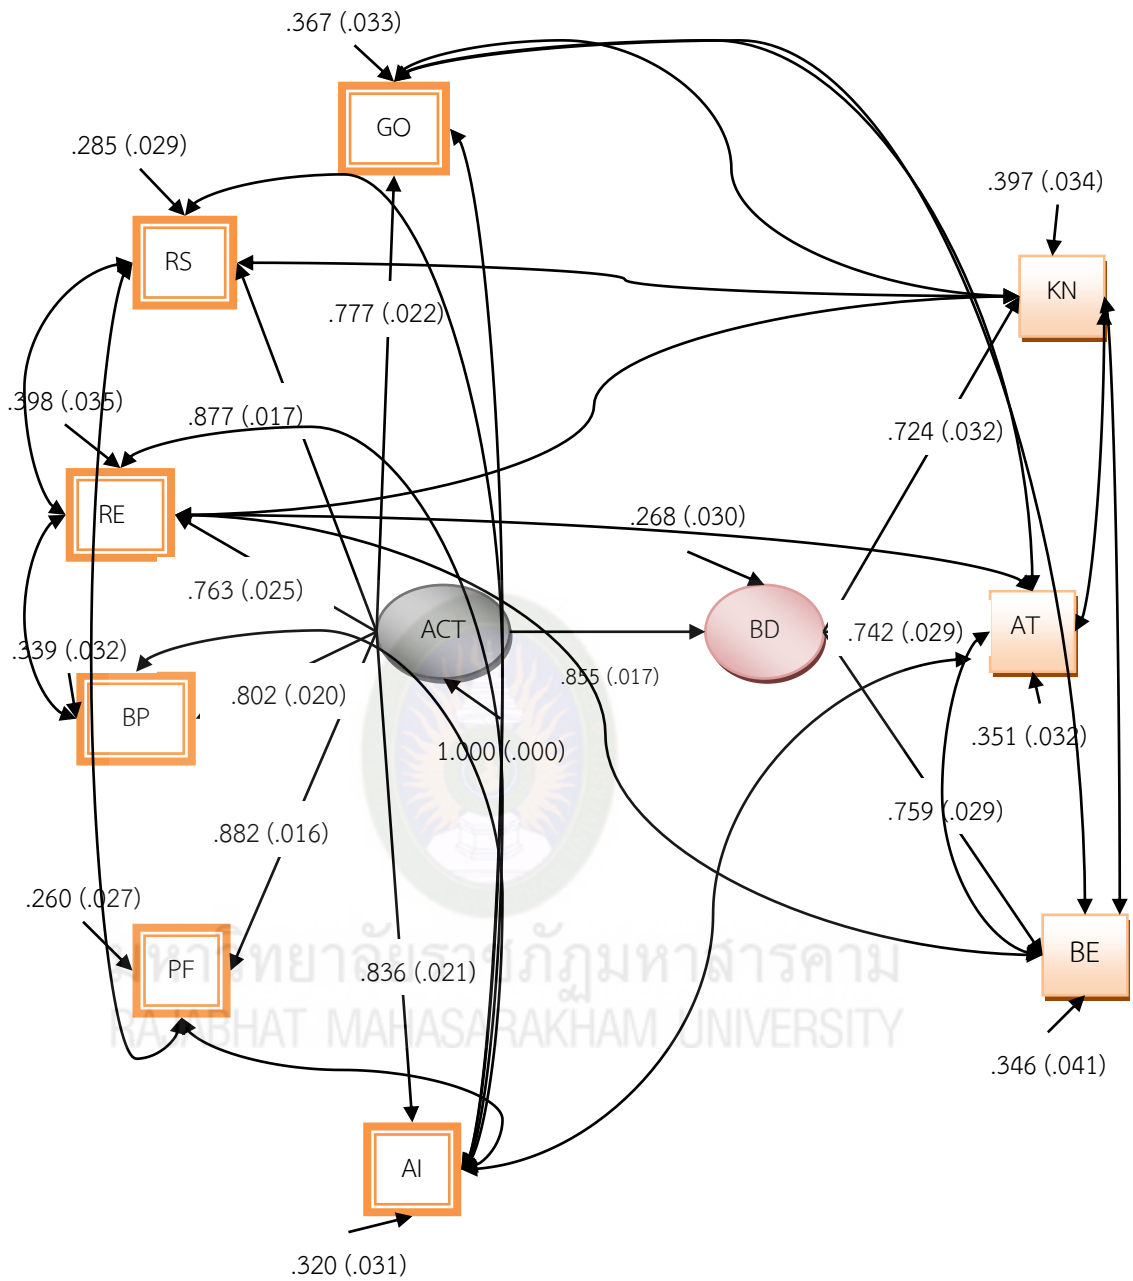 .367 (.033)
GO
.285 (.029)
.397 (.034)
RS
KN
.777 (.022)
.398 (.035)
.877 (.017)
.724 (.032)
RE
.268 (.030)
.763 (.025)
ACT
BD
AT
.742 (.029)
.339 (.032)
.855 (.017)
.802 (.020)
BP
.351 (.032)
1.000 (.000)
.882 (.016)
.759 (.029)
.260 (.027)
BE
PF
.836 (.021)
มหาวิทยาลัยราชภัฏมหาสารคาม
RAJABHAT MAHASARAKHAM UNIVERSITY
.346 (.041)
AI
.320 (.031)